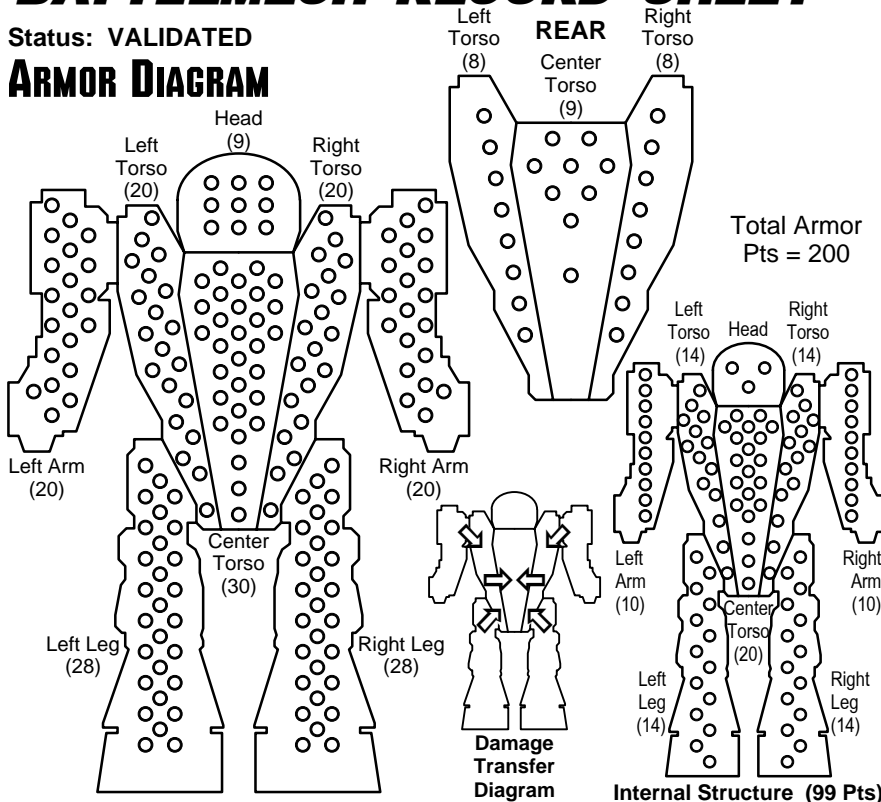 BATTLEMECH RECORD SHEET
Status: VALIDATED
ARMOR DIAGRAM
Head
(9)
Left
Torso
(20)
Right
Torso
(20)
Left Arm
(20)
Right Arm
(20)
Center
Torso
(30)
Left Leg
(28)
Right Leg
(28)
REAR
Left
Torso
(8)
Center
Torso
(9)
Right
Torso
(8)
Total Armor
Pts = 200
Left
Torso
(14)
Head
Right
Torso
(14)
Left
Arm
(10)
Right
Arm
(10)
Center
Torso
(20)
Left
Leg
(14)
Right
Leg
(14)
Damage
Transfer
Diagram
Internal Structure (99 Pts)